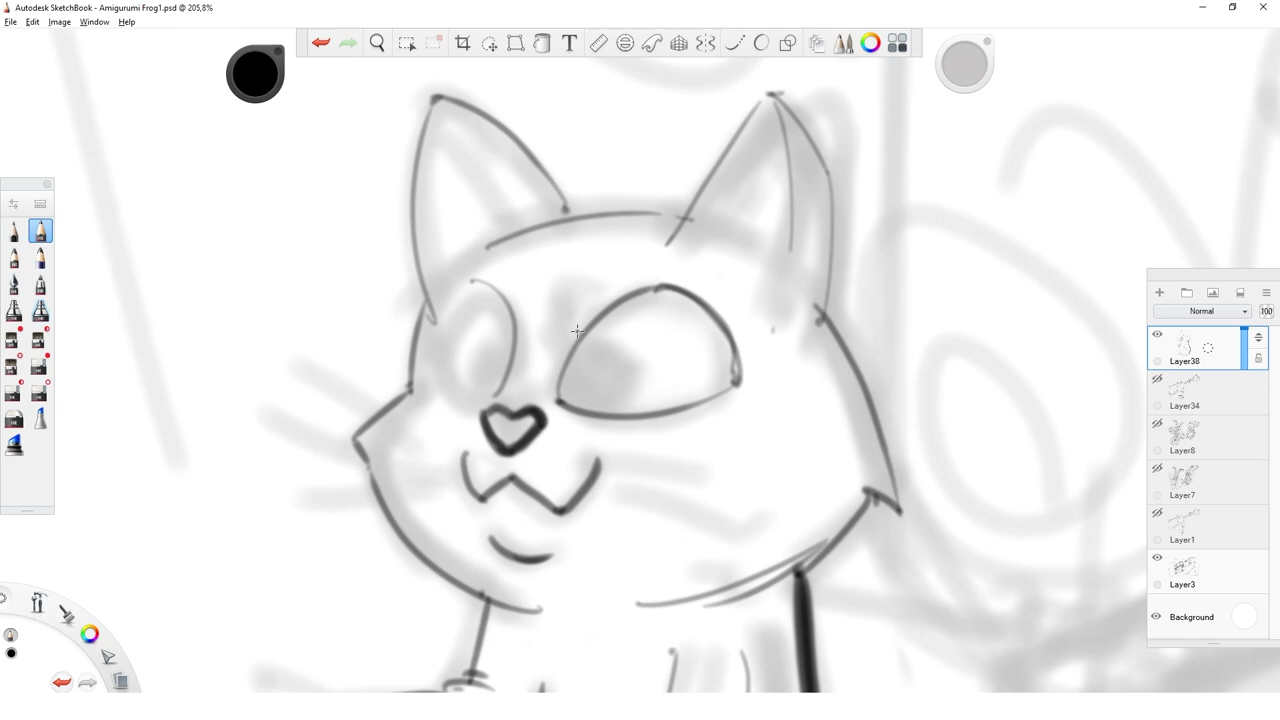 Autodesk SketchBook - Amigurumi Frog1.psd @ 205,8%
File Edit Image Window Help
Normal 100
Layer38
Layer34
Layer8
Layer7
Layer1
Layer3
Background